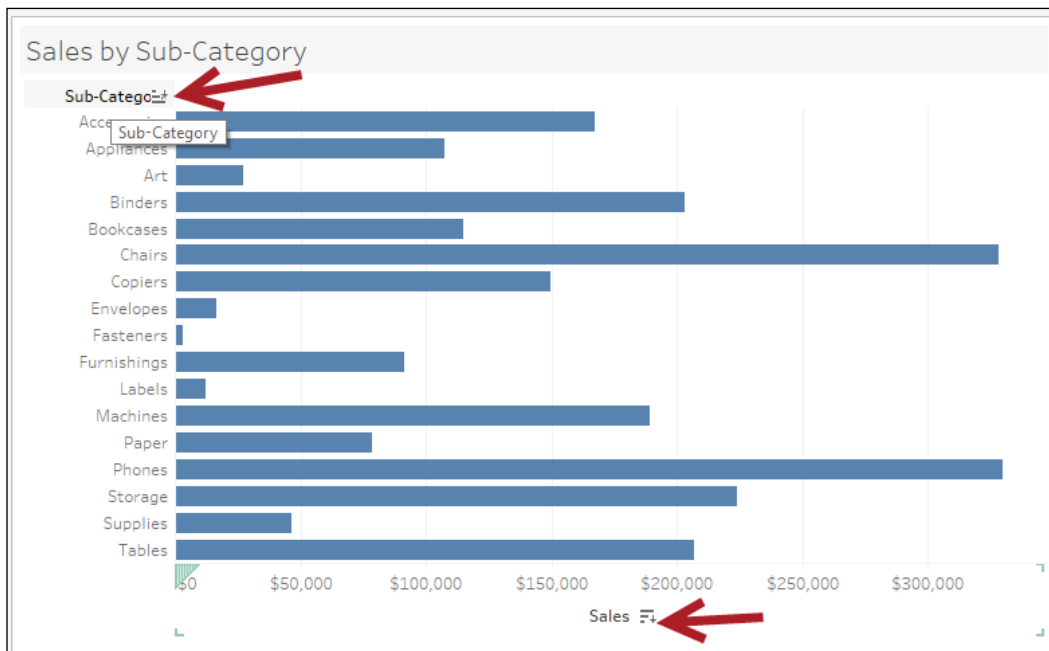 Sales by Sub-Category
Sub-Catego
Acce
Sub-Category
Appliances
Art
Binders
Bookcases
Chairs
Copiers
Envelopes
Fasteners
Furnishings
Labels
Machines
Paper
Phones
Storage
Supplies
Tables
$0 $50,000 $100,000 $150,000 $200,000 $250,000 $300,000
Sales